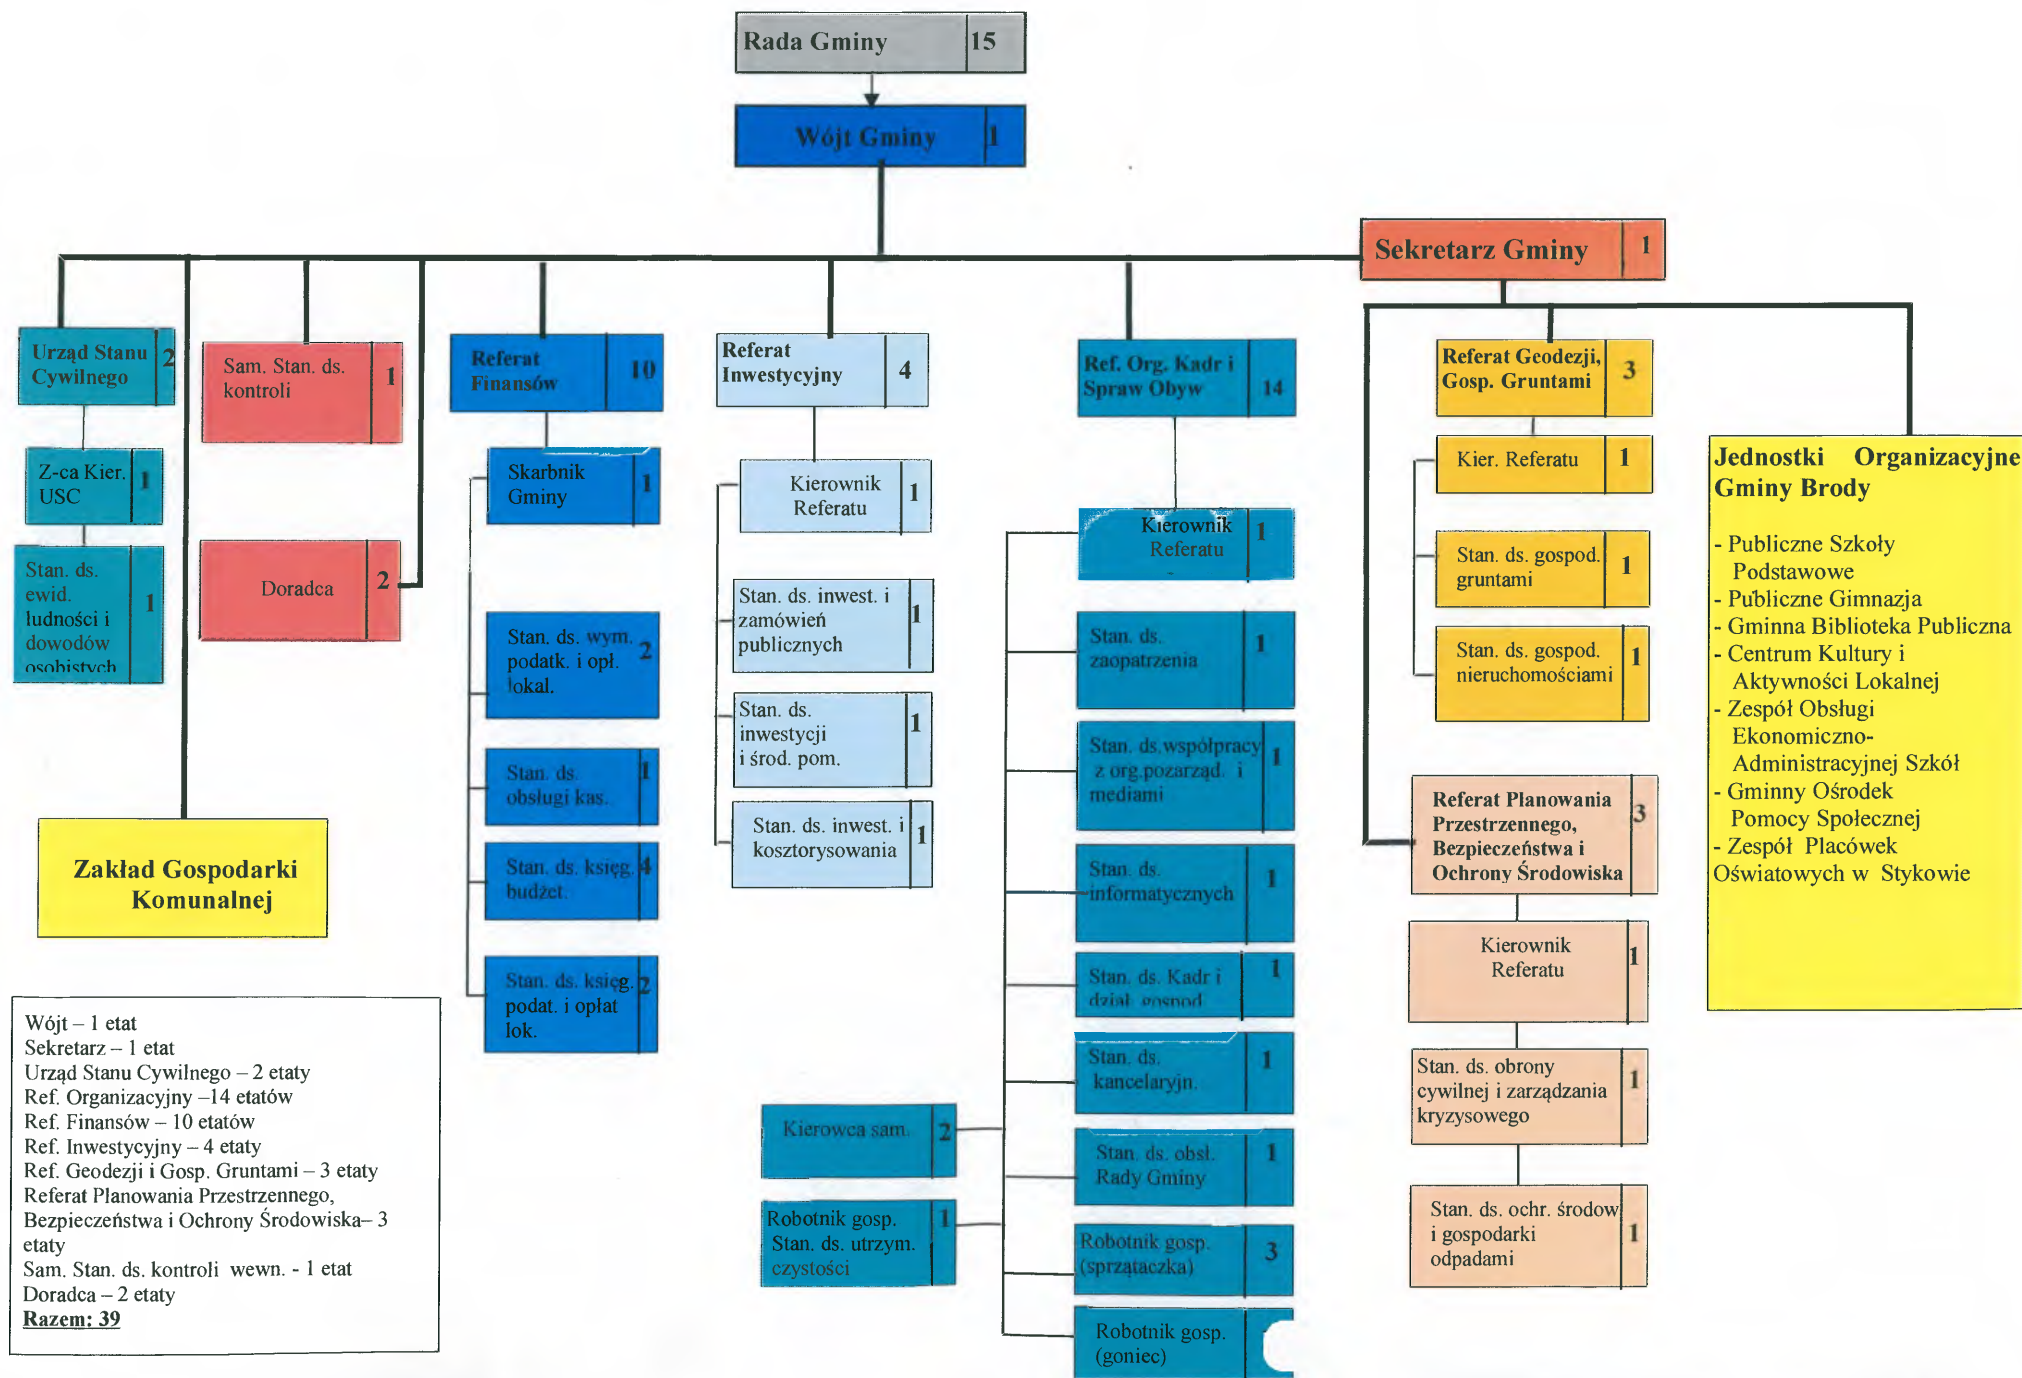 Rada Gminy 15
Wójt Gminy 1
Sekretarz Gminy 1
Urząd Stanu 2
Cywilnego
Z-ca Kier. 1
USC
Stan. ds.
ewid.
ludności i 1
dowodów
osobistych
Sam. Stan. ds. 1
kontroli
Doradca 2
Zakład Gospodarki
Komunalnej
Referat
Finansów 10
Skarbnik 1
Gminy
Stan. ds. wym.
podatk. i opł. 2
lokal.
Stan. ds. 1
obsługi kas.
Stan. ds. księg. 4
budżet.
Stan. ds. księg. 2
podat. i opłat
lok.
Referat
Inwestycyjny 4
Kierownik 1
Referatu
Stan. ds. inwest. i
zamówień 1
publicznych
Stan. ds.
inwestycji 1
i środ. pom.
Stan. ds. inwest. i
kosztorysowania 1
Ref. Org. Kadr i
Spraw Obyw 14
Kierownik 1
Referatu
Stan. ds. 1
zaopatrzenia
Stan. ds.współpracy 1
z org.pozarząd. i
mediami
Stan. ds. 1
informatycznych
Stan. ds. Kadr i 1
dział. gospod
Stan. ds. 1
kancelaryjn.
Stan. ds. obsł. 1
Rady Gminy
Robotnik gosp. 3
(sprzątaczka)
Robotnik gosp.
(goniec)
Kierowca sam. 2
Robotnik gosp. 1
Stan. ds. utrzym.
czystości
Referat Geodezji,
Gosp. Gruntami 3
Kier. Referatu 1
Stan. ds. gospod. 1
gruntami
Stan. ds. gospod. 1
nieruchomościami
Referat Planowania 3
Przestrzennego,
Bezpieczeństwa i
Ochrony Środowiska
Kierownik 1
Referatu
Stan. ds. obrony 1
cywilnej i zarządzania
kryzysowego
Stan. ds. ochr. środow
i gospodarki 1
odpadami
Jednostki Organizacyjne
Gminy Brody
- Publiczne Szkoły
Podstawowe
- Publiczne Gimnazja
- Gminna Biblioteka Publiczna
- Centrum Kultury i
Aktywności Lokalnej
- Zespół Obsługi
Ekonomiczno-
Administracyjnej Szkół
- Gminny Ośrodek
Pomocy Społecznej
- Zespół Placówek
Oświatowych w Stykowie
Wójt – 1 etat
Sekretarz – 1 etat
Urząd Stanu Cywilnego – 2 etaty
Ref. Organizacyjny –14 etatów
Ref. Finansów – 10 etatów
Ref. Inwestycyjny – 4 etaty
Ref. Geodezji i Gosp. Gruntami – 3 etaty
Referat Planowania Przestrzennego,
Bezpieczeństwa i Ochrony Środowiska– 3
etaty
Sam. Stan. ds. kontroli wewn. - 1 etat
Doradca – 2 etaty
Razem: 39